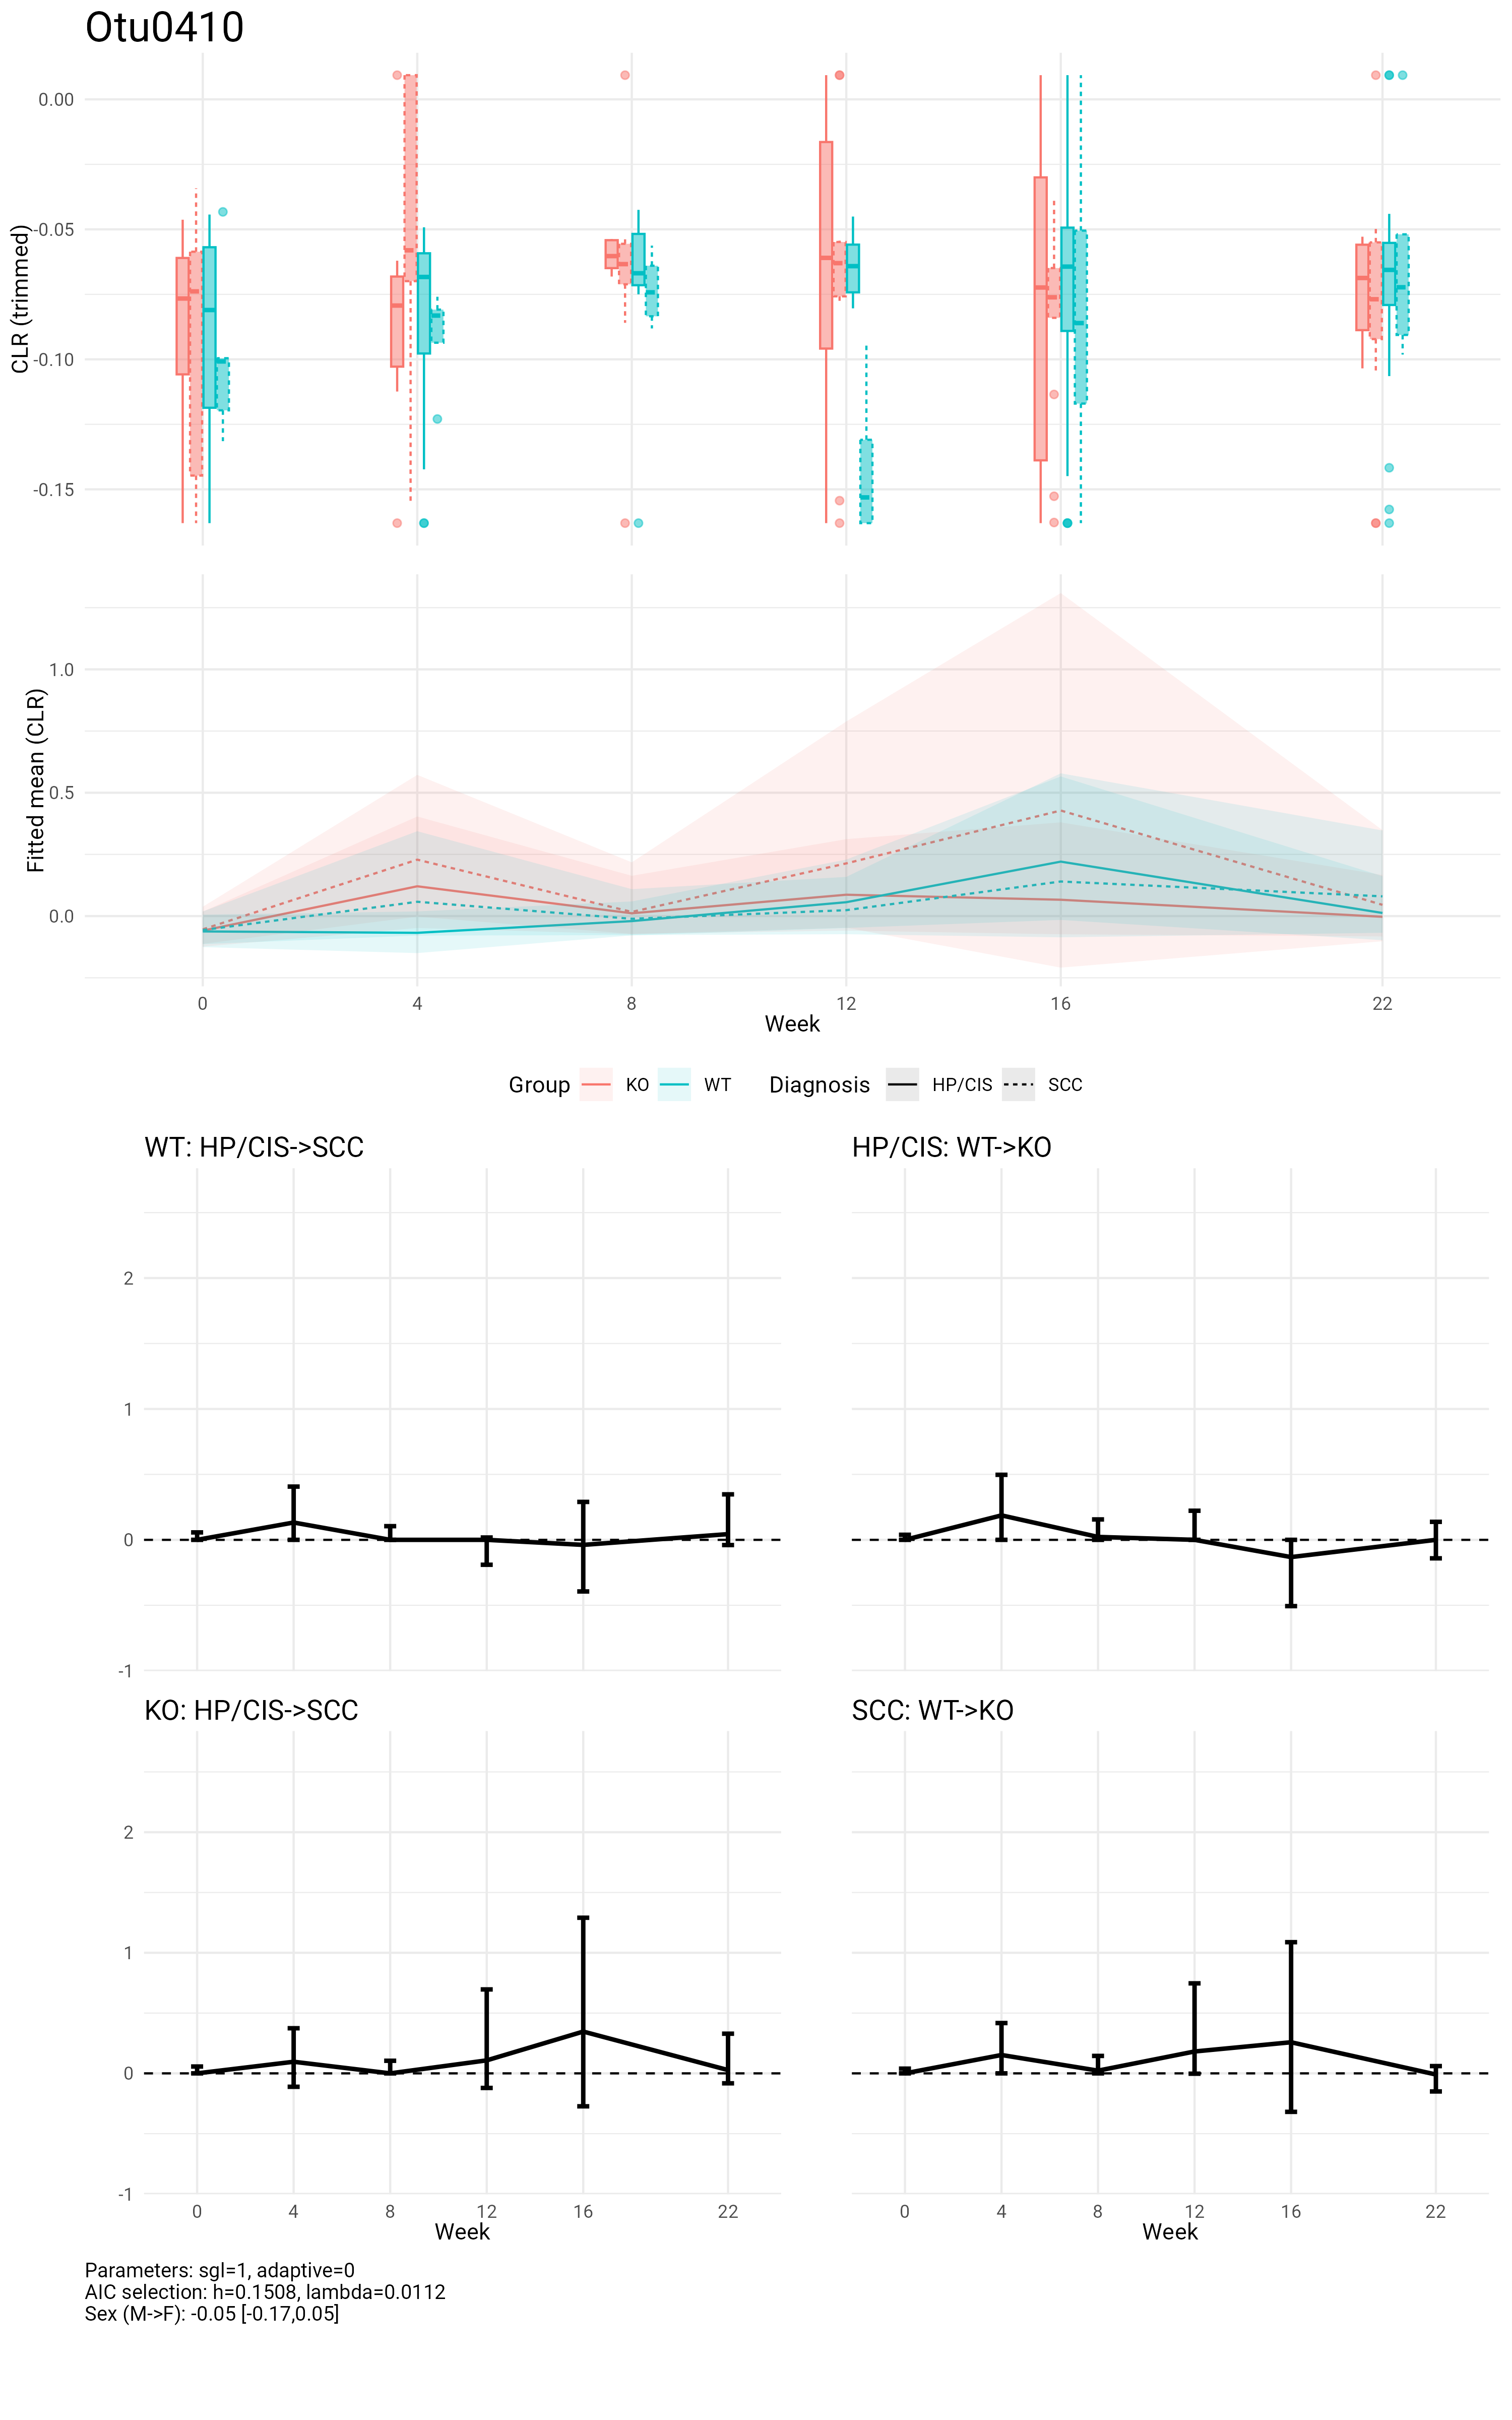 Otu0410
CLR (trimmed)
0.00
-0.05
-0.10
-0.15
Fitted mean (CLR)
1.0
0.5
0.0
0 4 8 12 16 22
Week
Group KO WT Diagnosis HP/CIS SCC
WT: HP/CIS->SCC HP/CIS: WT->KO
2
1
0
-1
KO: HP/CIS->SCC SCC: WT->KO
2
1
0
-1
0 4 8 12 16 22 0 4 8 12 16 22
Week Week
Parameters: sgl=1, adaptive=0
AIC selection: h=0.1508, lambda=0.0112
Sex (M->F): -0.05 [-0.17,0.05]